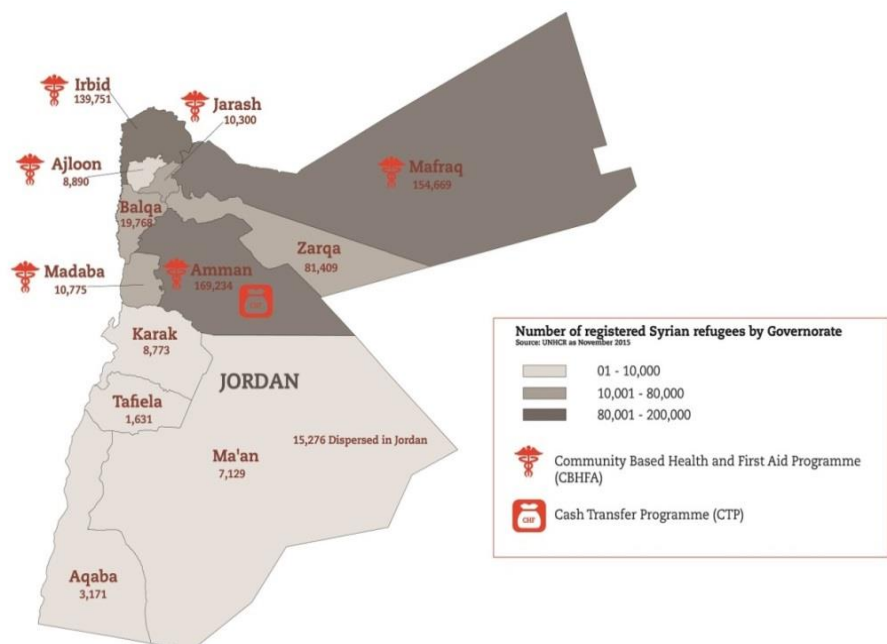 Irbid
139,751
Jarash
10,300
Ajloon
8,890
Mafraq
154,669
Balqa
19,768
Zarqa
81,409
Madaba
10,775
Amman
169,234
CHF
Karak
8,773
JORDAN
Tafiela
1,631
15,276 Dispersed in Jordan
Ma'an
7,129
Aqaba
3,171
Number of registered Syrian refugees by Governorate
Source: UNHCR as November 2015
01 - 10,000
10,001 - 80,000
80,001 - 200,000
Community Based Health and First Aid Programme
(CBHFA)
CHF
Cash Transfer Programme (CTP)